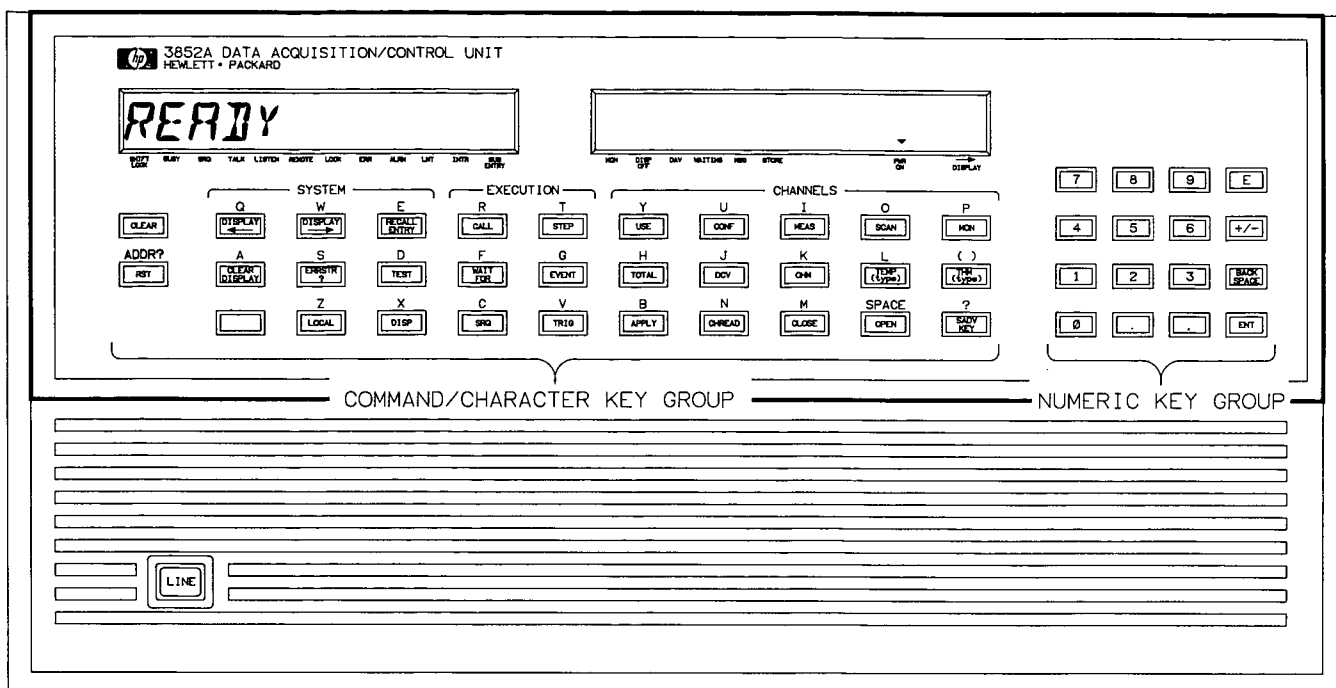 hp 3852A DATA ACQUISITION/CONTROL UNIT
HEWLETT • PACKARD
READY
SHIFT LOCK BUSY SRQ TALK LISTEN REMOTE LOCK ERR ALRM LMT INTR SUB ENTRY
MON DISP OFF DAV WAITING MSG STORE PWR ON DISPLAY
SYSTEM EXECUTION CHANNELS
Q W E R T Y U I O P
CLEAR DISPLAY ← DISPLAY → RECALL ENTRY CALL STEP USE CONF MEAS SCAN MON
ADDR? A S D F G H J K L ( )
RST CLEAR DISPLAY ERRSTR ? TEST WAIT FOR EVENT TOTAL DCV OHM TEMP (type) THM (type)
Z X C V B N M SPACE ?
LOCAL DISP SRQ TRIG APPLY CHREAD CLOSE OPEN SADV KEY
7 8 9 E
4 5 6 +/-
1 2 3 BACK SPACE
0 . , ENT
COMMAND/CHARACTER KEY GROUP NUMERIC KEY GROUP
LINE